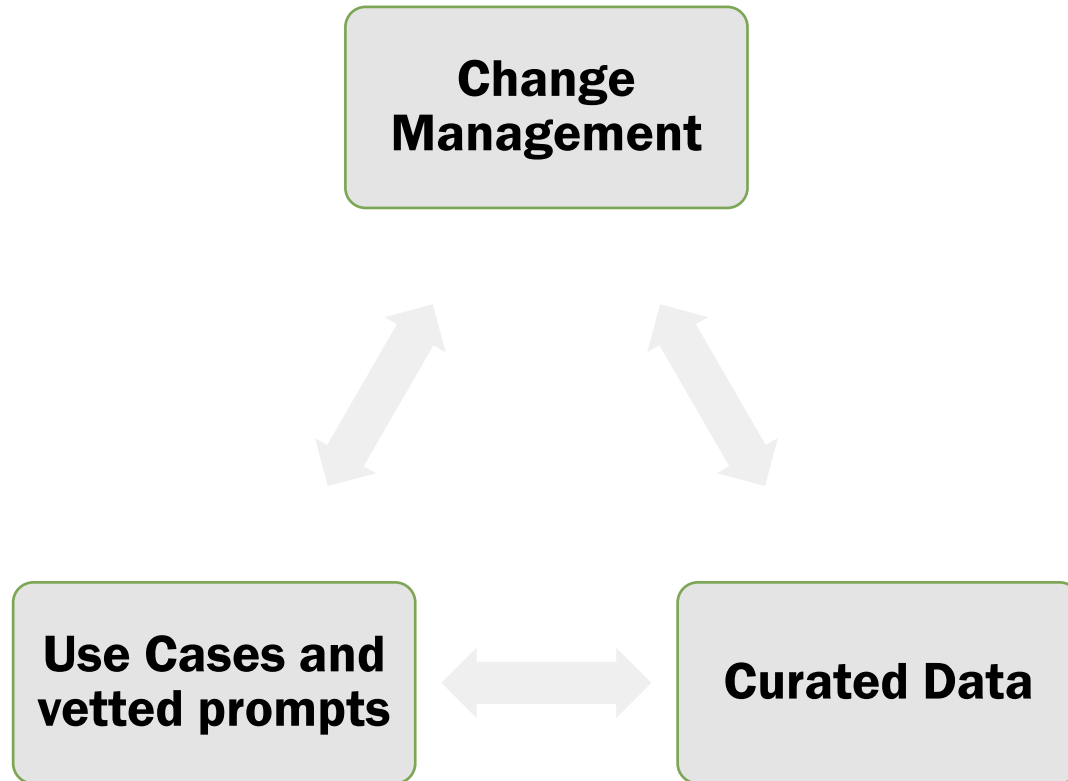 Change
Management
Use Cases and
vetted prompts
Curated Data